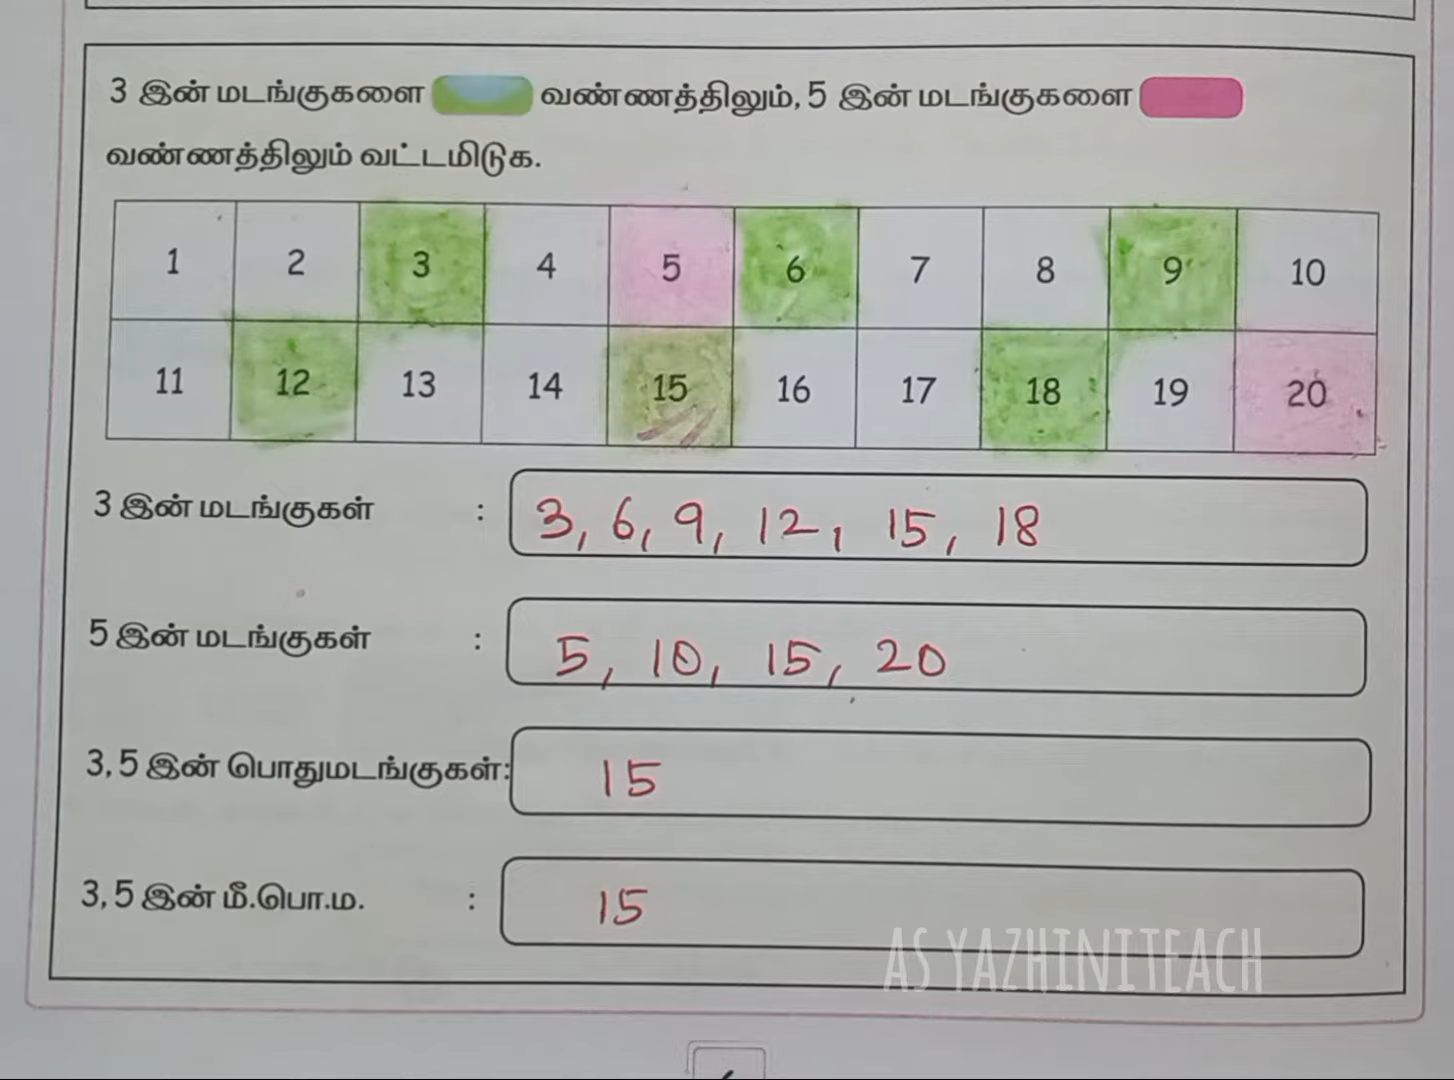 3 இன் மடங்குகளை வண்ணத்திலும், 5 இன் மடங்குகளை
வண்ணத்திலும் வட்டமிடுக.
1 2 3 4 5 6 7 8 9 10
11 12 13 14 15 16 17 18 19 20
3 இன் மடங்குகள் : 3, 6, 9, 12, 15, 18
5 இன் மடங்குகள் : 5, 10, 15, 20
3, 5 இன் பொதுமடங்குகள்: 15
3, 5 இன் மீ.பொ.ம. : 15
AS YAZHINITEACH